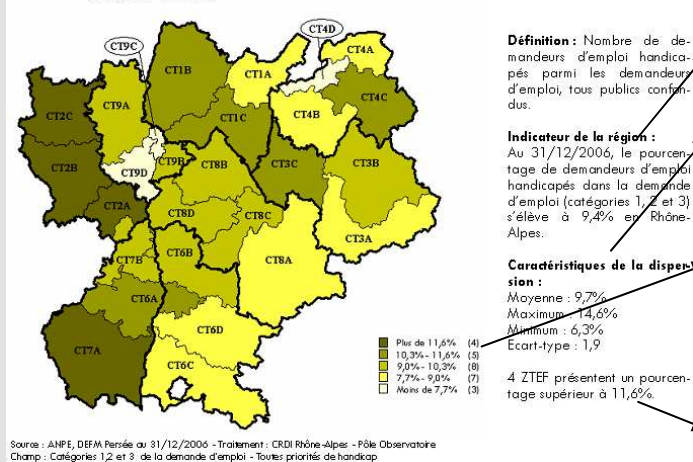 CT9C
CT4D
CT4A
CT1B
CT1A
CT2C
CT9A
CT4C
CT4B
CT1C
CT2B
CT9B
CT8B
CT3C
CT3B
CT9D
CT2A
CT8D
CT8C
CT3A
CT7B
CT6B
CT8A
CT6A
CT6D
CT7A
CT6C
Plus de 11,6% (4)
10,3% - 11,6% (5)
9,0% - 10,3% (8)
7,7% - 9,0% (7)
Moins de 7,7% (3)
Définition : Nombre de de-
mandeurs d'emploi handica-
pés parmi les demandeurs
d'emploi, tous publics confon-
dus.
Indicateur de la région :
Au 31/12/2006, le pourcen-
tage de demandeurs d'emploi
handicapés dans la demande
d'emploi (catégories 1, 2 et 3)
s'élève à 9,4% en Rhône-
Alpes.
Caractéristiques de la disper-
sion :
Moyenne : 9,7%
Maximum : 14,6%
Minimum : 6,3%
Ecart-type : 1,9
4 ZTEF présentent un pourcen-
tage supérieur à 11,6%.
Source : ANPE, DEFM Persée au 31/12/2006 - Traitement : CRDI Rhône-Alpes - Pôle Observatoire
Champ : Catégories 1,2 et 3 de la demande d'emploi - Toutes priorités de handicap